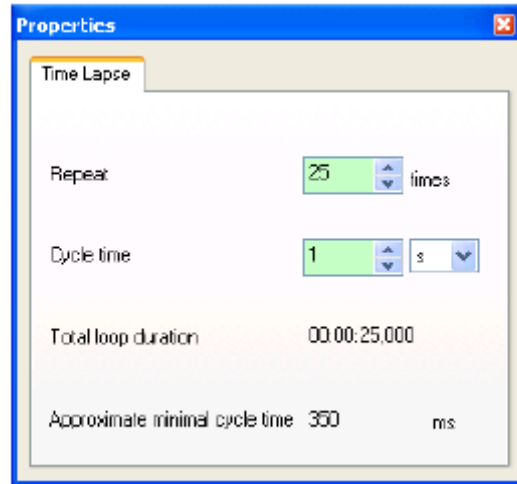 Properties
Time Lapse
Repeat 25 times
Cycle time 1 s
Total loop duration 00:00:25,000
Approximate minimal cycle time 350 ms